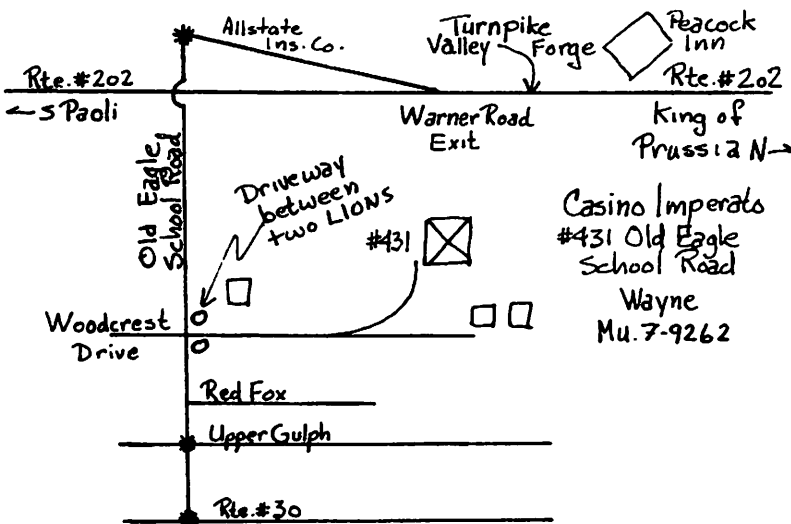 Allstate
Ins. Co.
Turnpike
Valley Forge
Peacock
Inn
Rte. #202
Rte. #202
← S Paoli
Warner Road
Exit
King of
Prussia N→
Old Eagle
School Road
Driveway
between
two LIONS
#431
Casino Imperato
#431 Old Eagle
School Road
Wayne
Mu. 7-9262
Woodcrest
Drive
Red Fox
Upper Gulph
Rte. #30